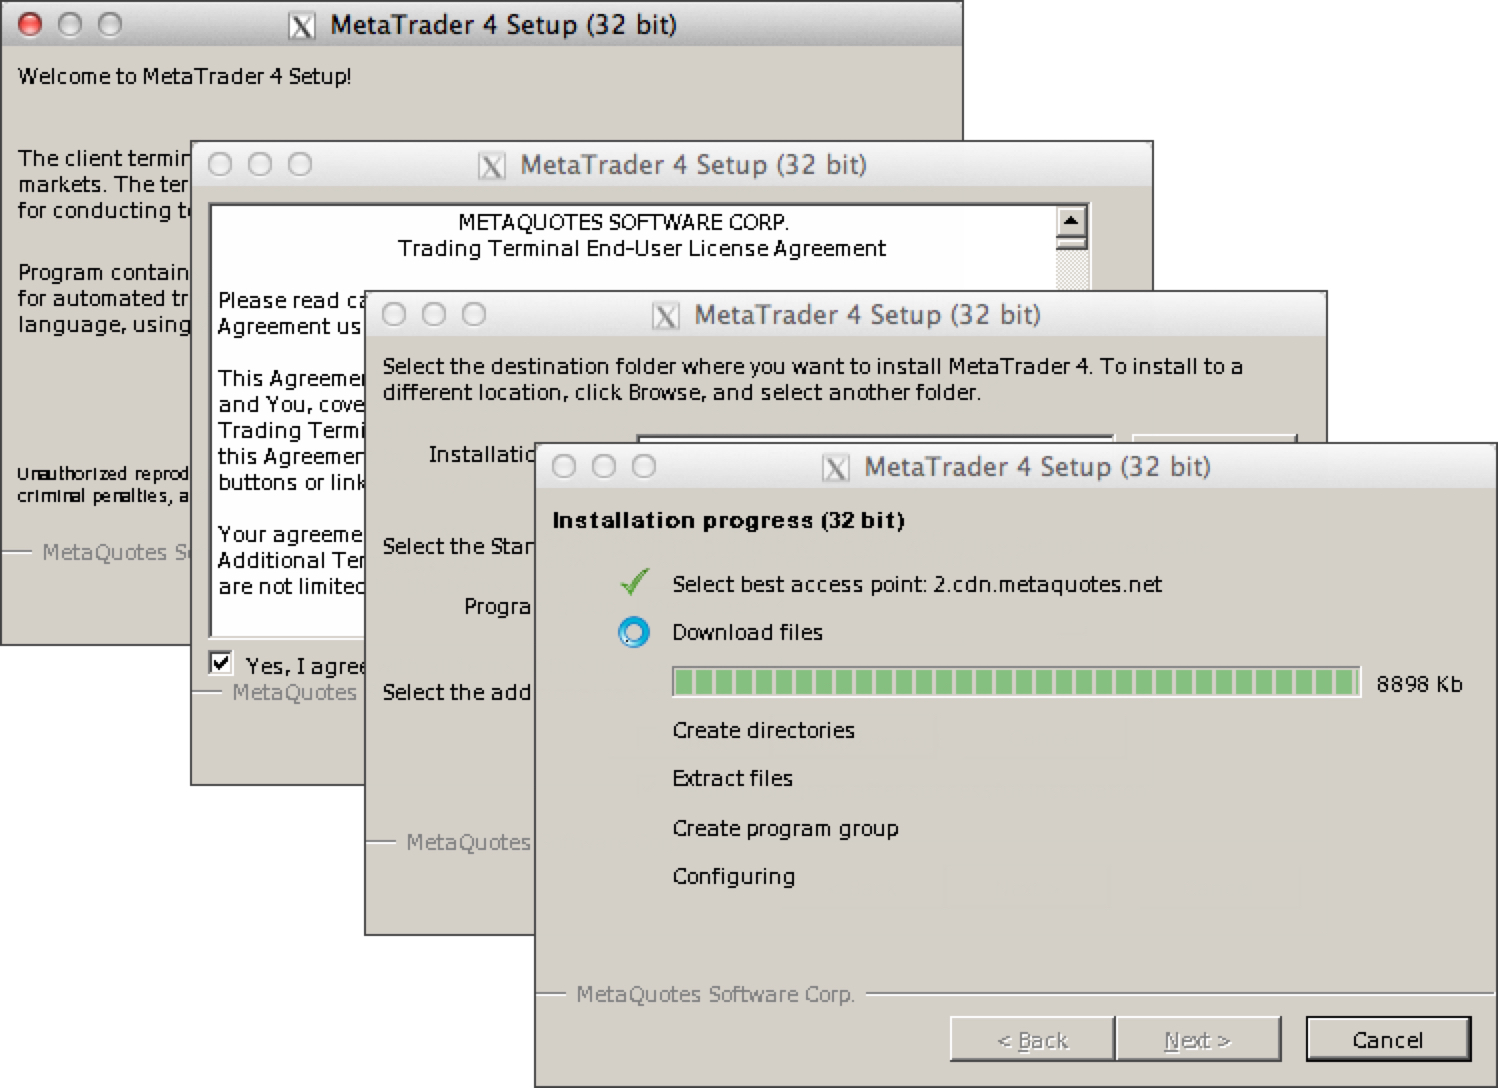 MetaTrader 4 Setup (32 bit)
Welcome to MetaTrader 4 Setup!
The client termin
markets. The ter
for conducting t
Program contain
for automated tr
language, using
Unauthorized reprod
criminal penalties, a
MetaQuotes S
MetaTrader 4 Setup (32 bit)
METAQUOTES SOFTWARE CORP.
Trading Terminal End-User License Agreement
Please read ca
Agreement us
This Agreemen
and You, cove
Trading Termi
this Agreemen
buttons or link
Your agreeme
Additional Ter
are not limited
Yes, I agree
MetaQuotes
MetaTrader 4 Setup (32 bit)
Select the destination folder where you want to install MetaTrader 4. To install to a
different location, click Browse, and select another folder.
Installatio
Select the Star
Progra
Select the add
MetaQuotes
MetaTrader 4 Setup (32 bit)
Installation progress (32 bit)
Select best access point: 2.cdn.metaquotes.net
Download files
8898 Kb
Create directories
Extract files
Create program group
Configuring
MetaQuotes Software Corp.
< Back
Next >
Cancel